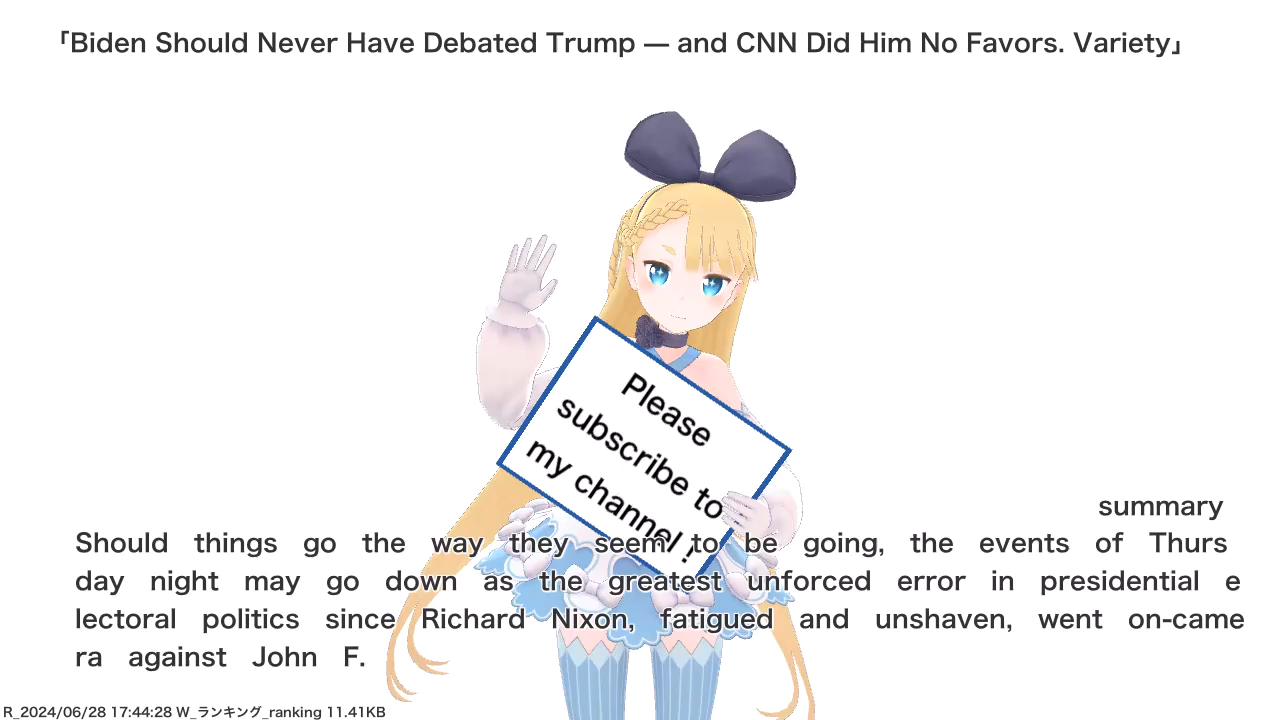 「Biden Should Never Have Debated Trump — and CNN Did Him No Favors. Variety」
Please
subscribe to
my channel !
summary
Should things go the way they seem to be going, the events of Thurs
day night may go down as the greatest unforced error in presidential e
lectoral politics since Richard Nixon, fatigued and unshaven, went on-came
ra against John F.
R_2024/06/28 17:44:28 W_ランキング_ranking 11.41KB